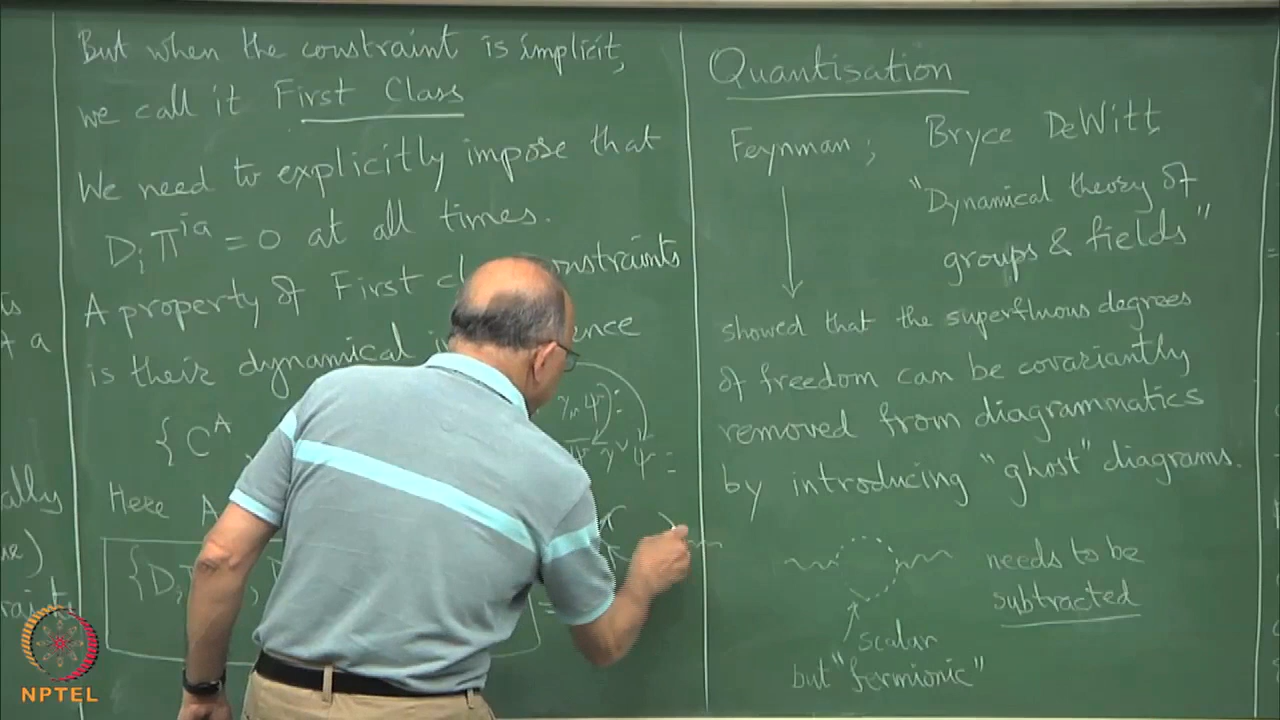 But when the constraint is implicit,
we call it First Class
We need to explicitly impose that
D_i Π^{ia} = 0 at all times.
A property of First constraints
is their dynamical
{C^A
Here A
{D_i
Quantisation
Feynman; Bryce DeWitt,
"Dynamical theory of
groups & fields"
showed that the superfluous degrees
of freedom can be covariantly
removed from diagrammatics
by introducing "ghost" diagrams.
needs to be
subtracted
scalar
but "fermionic"
NPTEL